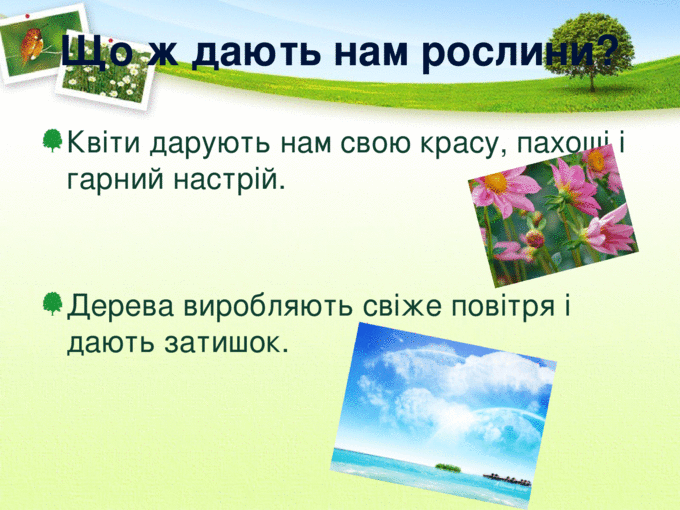 Що ж дають нам рослини?
Квіти дарують нам свою красу, пахощі і
гарний настрій.
Дерева виробляють свіже повітря і
дають затишок.